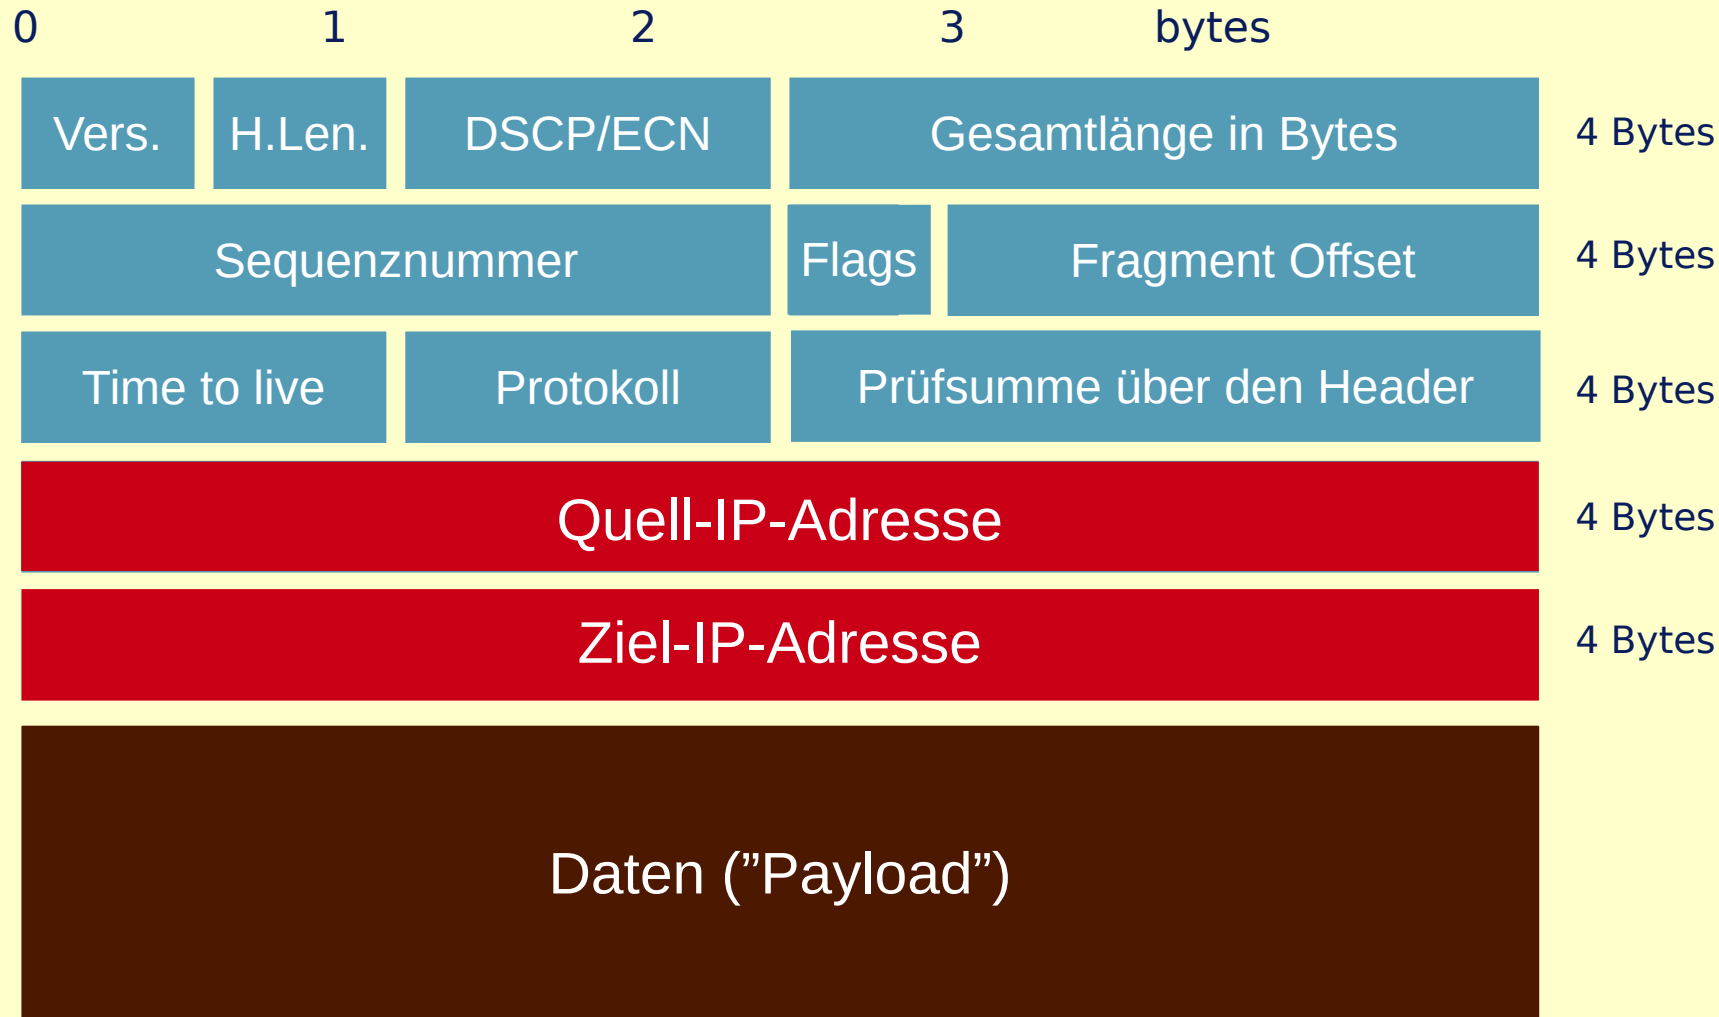 0 1 2 3 bytes
Vers. H.Len. DSCP/ECN Gesamtlänge in Bytes 4 Bytes
Sequenznummer Flags Fragment Offset 4 Bytes
Time to live Protokoll Prüfsumme über den Header 4 Bytes
Quell-IP-Adresse 4 Bytes
Ziel-IP-Adresse 4 Bytes
Daten (”Payload”)